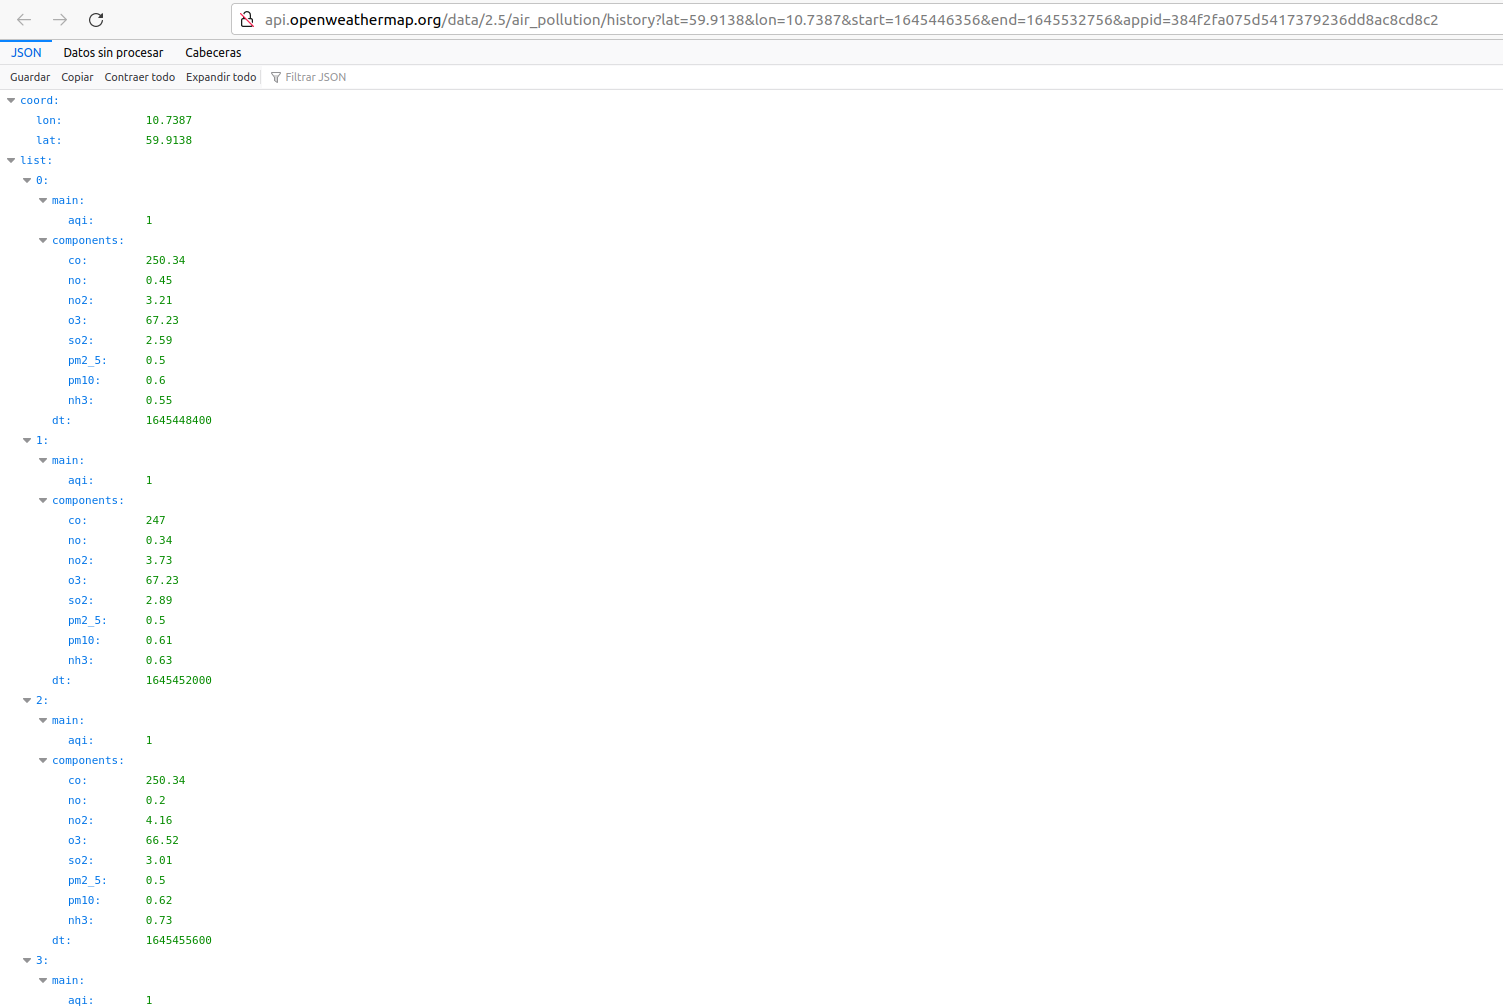 api.openweathermap.org/data/2.5/air_pollution/history?lat=59.9138&lon=10.7387&start=1645446356&end=1645532756&appid=384f2fa075d5417379236dd8ac8cd8c2
JSON Datos sin procesar Cabeceras
Guardar Copiar Contraer todo Expandir todo Filtrar JSON
coord:
lon: 10.7387
lat: 59.9138
list:
0:
main:
aqi: 1
components:
co: 250.34
no: 0.45
no2: 3.21
o3: 67.23
so2: 2.59
pm2_5: 0.5
pm10: 0.6
nh3: 0.55
dt: 1645448400
1:
main:
aqi: 1
components:
co: 247
no: 0.34
no2: 3.73
o3: 67.23
so2: 2.89
pm2_5: 0.5
pm10: 0.61
nh3: 0.63
dt: 1645452000
2:
main:
aqi: 1
components:
co: 250.34
no: 0.2
no2: 4.16
o3: 66.52
so2: 3.01
pm2_5: 0.5
pm10: 0.62
nh3: 0.73
dt: 1645455600
3:
main:
aqi: 1